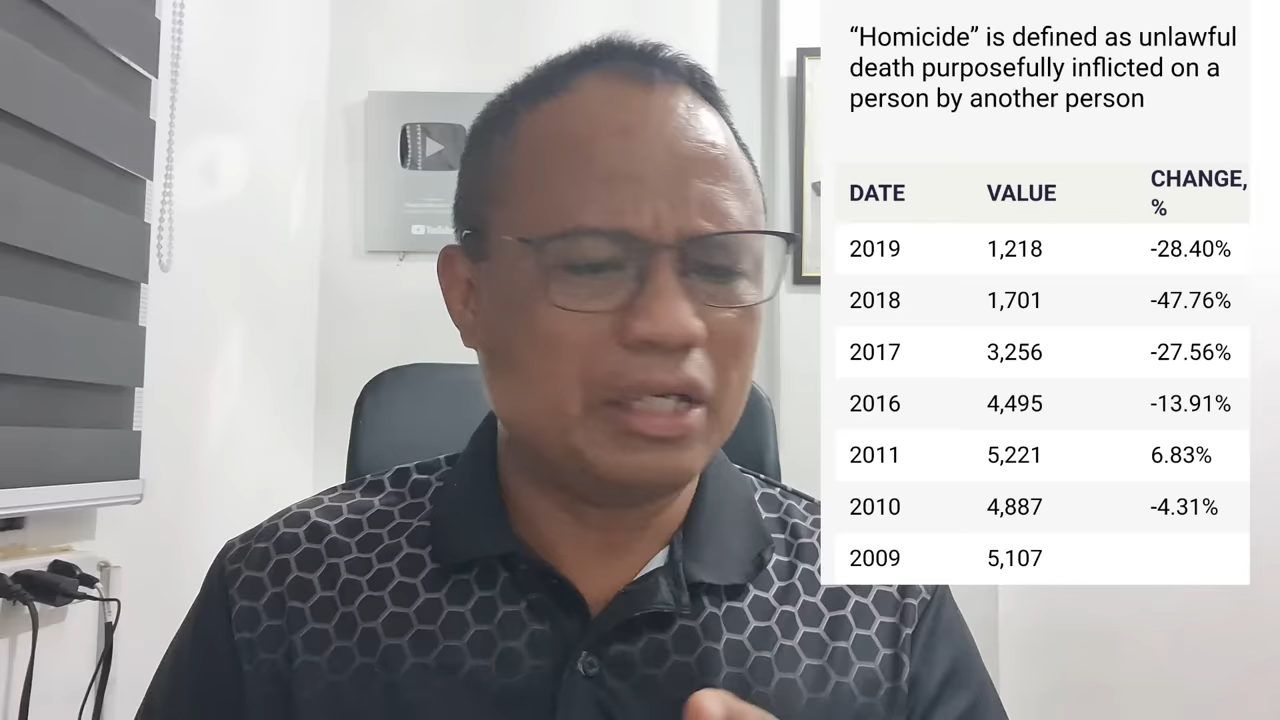 “Homicide” is defined as unlawful
death purposefully inflicted on a
person by another person
DATE VALUE CHANGE, %
2019 1,218 -28.40%
2018 1,701 -47.76%
2017 3,256 -27.56%
2016 4,495 -13.91%
2011 5,221 6.83%
2010 4,887 -4.31%
2009 5,107